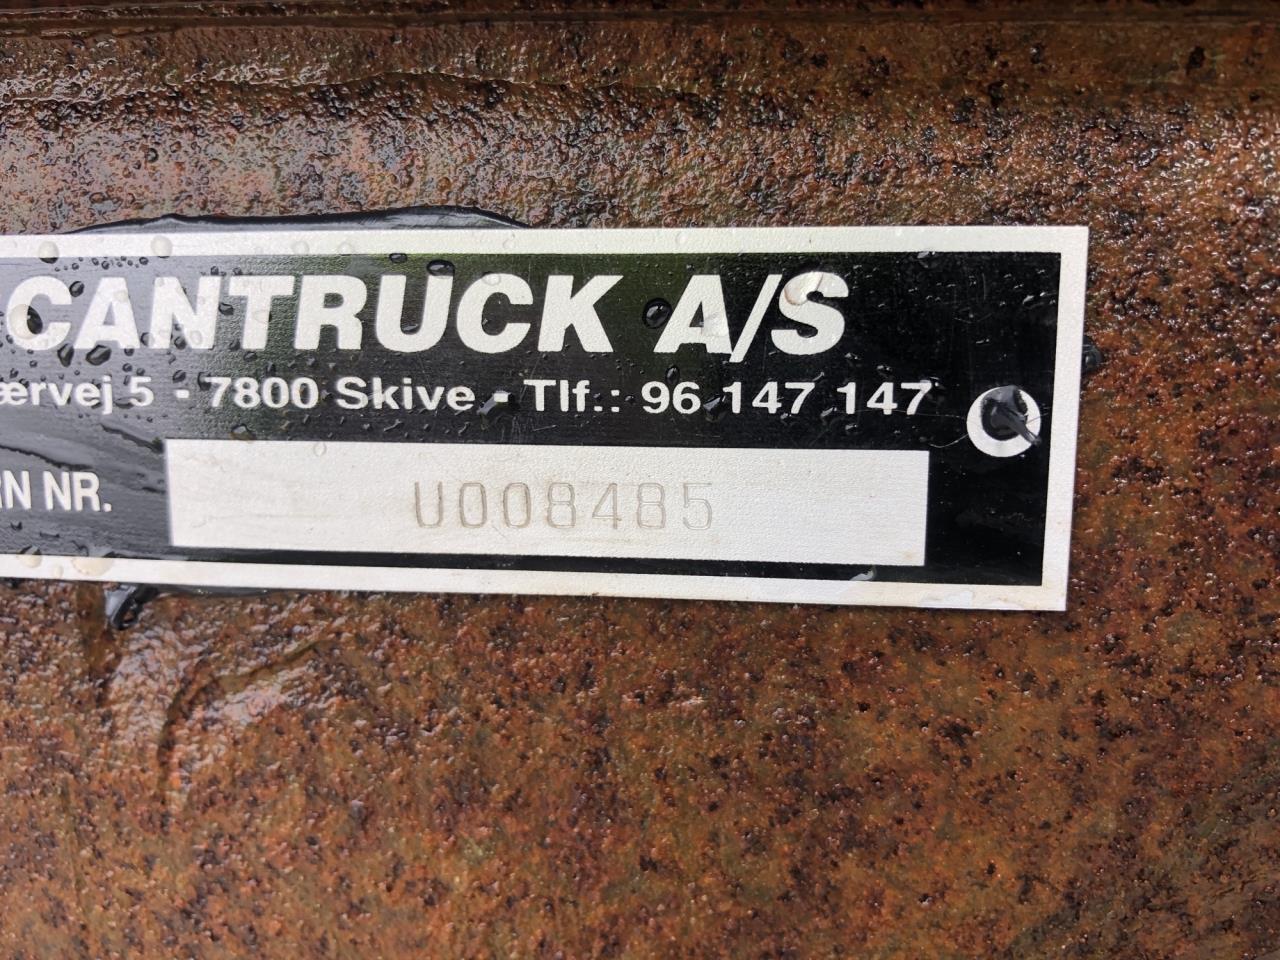 CANTRUCK A/S
ærvej 5 - 7800 Skive - Tlf.: 96 147 147
RN NR. U008485